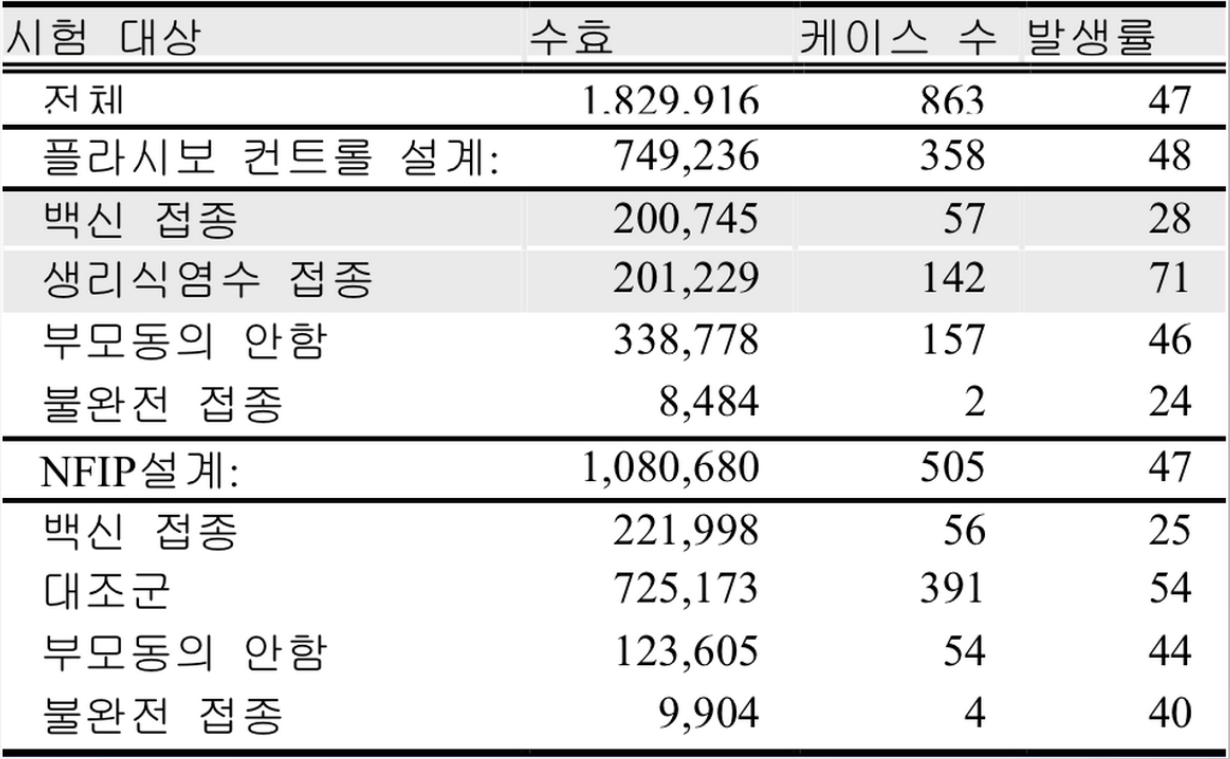 시험 대상 수효 케이스 수 발생률
전체 1,829,916 863 47
플라시보 컨트롤 설계: 749,236 358 48
백신 접종 200,745 57 28
생리식염수 접종 201,229 142 71
부모동의 안함 338,778 157 46
불완전 접종 8,484 2 24
NFIP설계: 1,080,680 505 47
백신 접종 221,998 56 25
대조군 725,173 391 54
부모동의 안함 123,605 54 44
불완전 접종 9,904 4 40